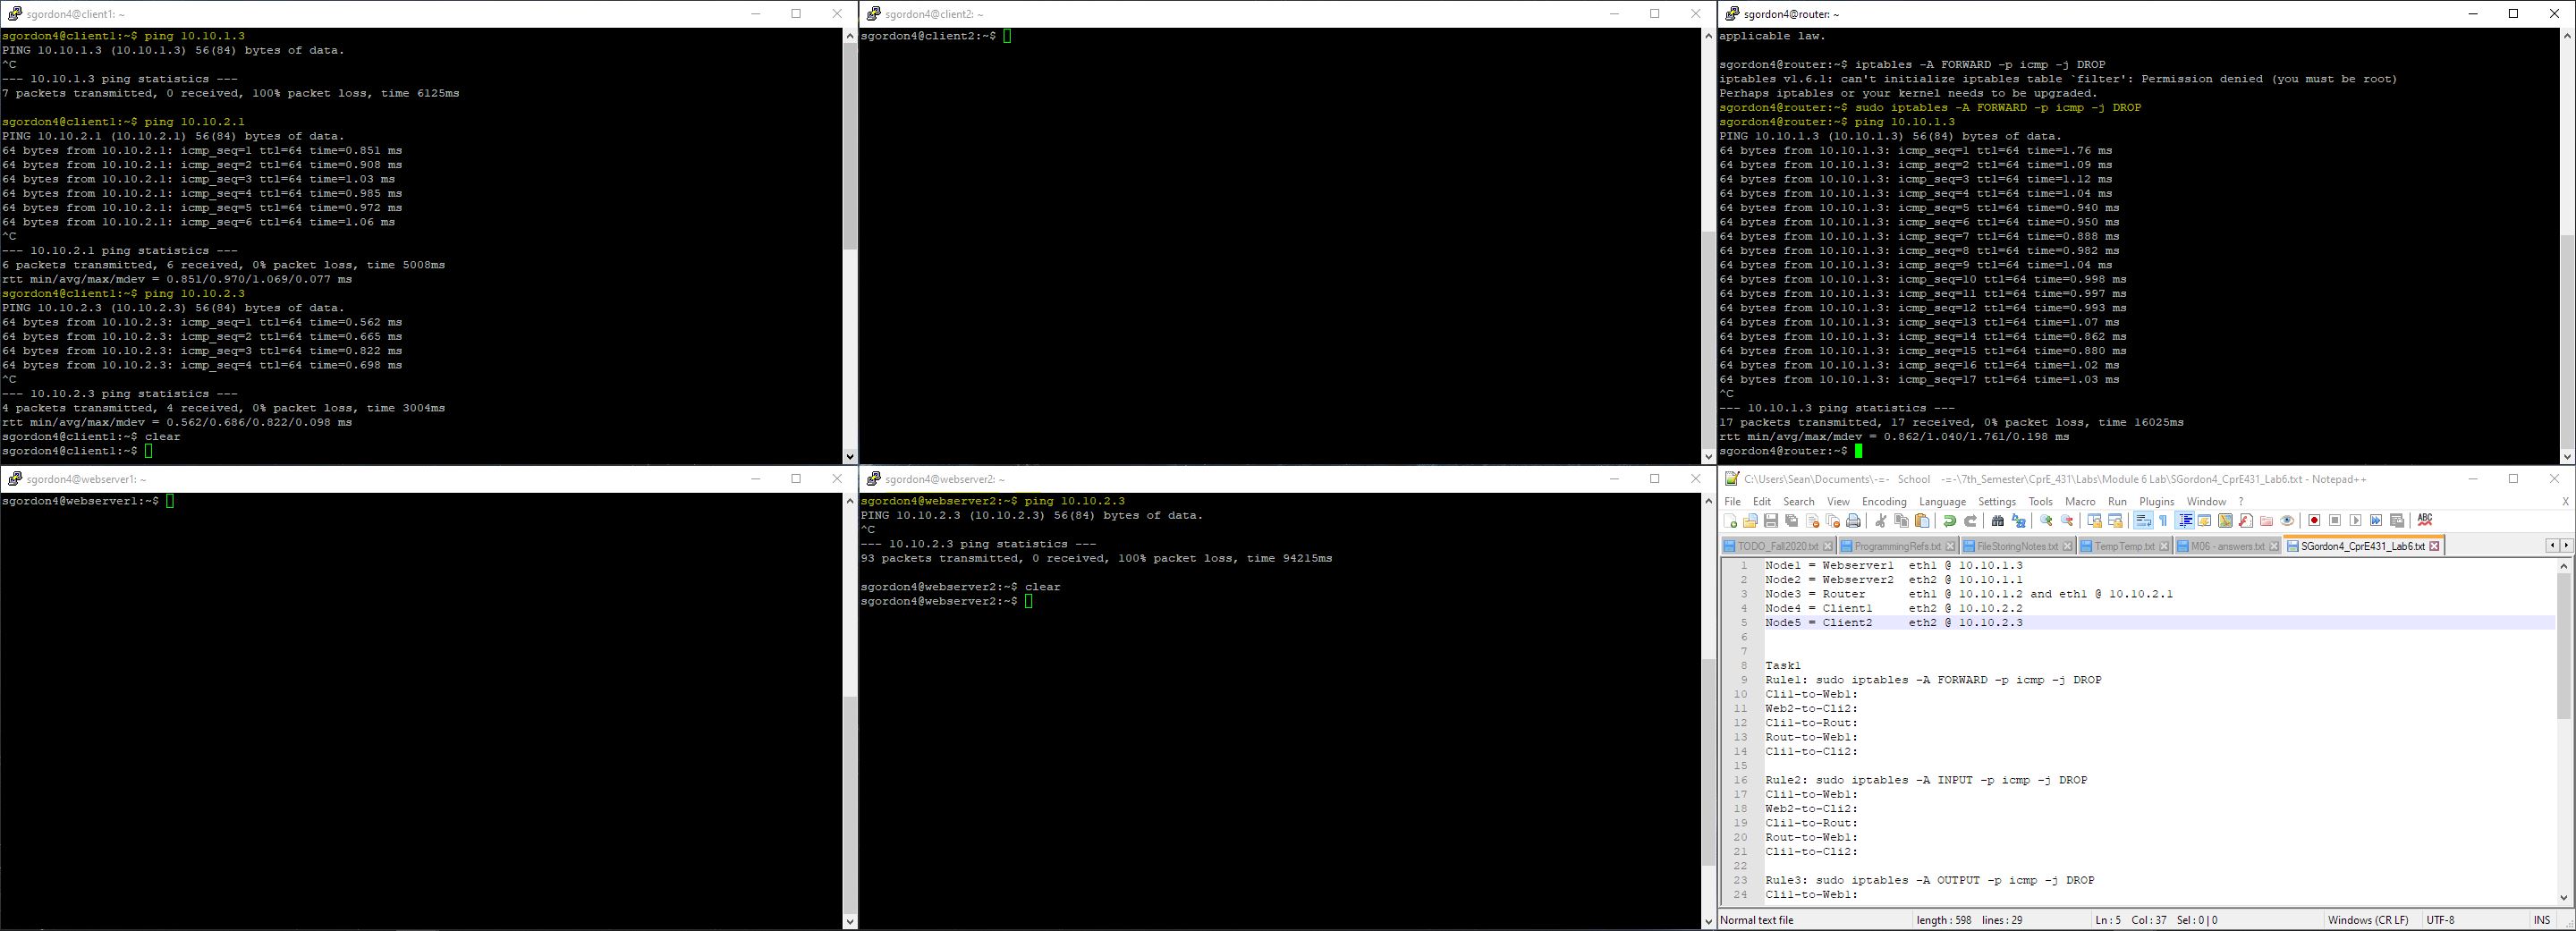 sgordon4@client1: ~
sgordon4@client1:~$ ping 10.10.1.3
PING 10.10.1.3 (10.10.1.3) 56(84) bytes of data.
^C
--- 10.10.1.3 ping statistics ---
7 packets transmitted, 0 received, 100% packet loss, time 6125ms
sgordon4@client1:~$ ping 10.10.2.1
PING 10.10.2.1 (10.10.2.1) 56(84) bytes of data.
64 bytes from 10.10.2.1: icmp_seq=1 ttl=64 time=0.851 ms
64 bytes from 10.10.2.1: icmp_seq=2 ttl=64 time=0.908 ms
64 bytes from 10.10.2.1: icmp_seq=3 ttl=64 time=1.03 ms
64 bytes from 10.10.2.1: icmp_seq=4 ttl=64 time=0.985 ms
64 bytes from 10.10.2.1: icmp_seq=5 ttl=64 time=0.972 ms
64 bytes from 10.10.2.1: icmp_seq=6 ttl=64 time=1.06 ms
^C
--- 10.10.2.1 ping statistics ---
6 packets transmitted, 6 received, 0% packet loss, time 5008ms
rtt min/avg/max/mdev = 0.851/0.970/1.069/0.077 ms
sgordon4@client1:~$ ping 10.10.2.3
PING 10.10.2.3 (10.10.2.3) 56(84) bytes of data.
64 bytes from 10.10.2.3: icmp_seq=1 ttl=64 time=0.562 ms
64 bytes from 10.10.2.3: icmp_seq=2 ttl=64 time=0.665 ms
64 bytes from 10.10.2.3: icmp_seq=3 ttl=64 time=0.822 ms
64 bytes from 10.10.2.3: icmp_seq=4 ttl=64 time=0.698 ms
^C
--- 10.10.2.3 ping statistics ---
4 packets transmitted, 4 received, 0% packet loss, time 3004ms
rtt min/avg/max/mdev = 0.562/0.686/0.822/0.098 ms
sgordon4@client1:~$ clear
sgordon4@client1:~$
sgordon4@client2: ~
sgordon4@client2:~$
sgordon4@router: ~
applicable law.
sgordon4@router:~$ iptables -A FORWARD -p icmp -j DROP
iptables v1.6.1: can't initialize iptables table `filter': Permission denied (you must be root)
Perhaps iptables or your kernel needs to be upgraded.
sgordon4@router:~$ sudo iptables -A FORWARD -p icmp -j DROP
sgordon4@router:~$ ping 10.10.1.3
PING 10.10.1.3 (10.10.1.3) 56(84) bytes of data.
64 bytes from 10.10.1.3: icmp_seq=1 ttl=64 time=1.76 ms
64 bytes from 10.10.1.3: icmp_seq=2 ttl=64 time=1.09 ms
64 bytes from 10.10.1.3: icmp_seq=3 ttl=64 time=1.12 ms
64 bytes from 10.10.1.3: icmp_seq=4 ttl=64 time=1.04 ms
64 bytes from 10.10.1.3: icmp_seq=5 ttl=64 time=0.940 ms
64 bytes from 10.10.1.3: icmp_seq=6 ttl=64 time=0.950 ms
64 bytes from 10.10.1.3: icmp_seq=7 ttl=64 time=0.888 ms
64 bytes from 10.10.1.3: icmp_seq=8 ttl=64 time=0.982 ms
64 bytes from 10.10.1.3: icmp_seq=9 ttl=64 time=1.04 ms
64 bytes from 10.10.1.3: icmp_seq=10 ttl=64 time=0.998 ms
64 bytes from 10.10.1.3: icmp_seq=11 ttl=64 time=0.997 ms
64 bytes from 10.10.1.3: icmp_seq=12 ttl=64 time=0.993 ms
64 bytes from 10.10.1.3: icmp_seq=13 ttl=64 time=1.07 ms
64 bytes from 10.10.1.3: icmp_seq=14 ttl=64 time=0.862 ms
64 bytes from 10.10.1.3: icmp_seq=15 ttl=64 time=0.880 ms
64 bytes from 10.10.1.3: icmp_seq=16 ttl=64 time=1.02 ms
64 bytes from 10.10.1.3: icmp_seq=17 ttl=64 time=1.03 ms
^C
--- 10.10.1.3 ping statistics ---
17 packets transmitted, 17 received, 0% packet loss, time 16025ms
rtt min/avg/max/mdev = 0.862/1.040/1.761/0.198 ms
sgordon4@router:~$
sgordon4@webserver1: ~
sgordon4@webserver1:~$
sgordon4@webserver2: ~
sgordon4@webserver2:~$ ping 10.10.2.3
PING 10.10.2.3 (10.10.2.3) 56(84) bytes of data.
^C
--- 10.10.2.3 ping statistics ---
93 packets transmitted, 0 received, 100% packet loss, time 94215ms
sgordon4@webserver2:~$ clear
sgordon4@webserver2:~$
C:\Users\Sean\Documents\-=- School -=-\7th_Semester\CprE_431\Labs\Module 6 Lab\SGordon4_CprE431_Lab6.txt - Notepad++
File Edit Search View Encoding Language Settings Tools Macro Run Plugins Window ? X
ABC
TODO_Fall2020.txt ProgrammingRefs.txt FileStoringNotes.txt TempTemp.txt M06 - answers.txt SGordon4_CprE431_Lab6.txt
1 Node1 = Webserver1 eth1 @ 10.10.1.3
2 Node2 = Webserver2 eth2 @ 10.10.1.1
3 Node3 = Router eth1 @ 10.10.1.2 and eth1 @ 10.10.2.1
4 Node4 = Client1 eth2 @ 10.10.2.2
5 Node5 = Client2 eth2 @ 10.10.2.3
6
7
8 Task1
9 Rule1: sudo iptables -A FORWARD -p icmp -j DROP
10 Cli1-to-Web1:
11 Web2-to-Cli2:
12 Cli1-to-Rout:
13 Rout-to-Web1:
14 Cli1-to-Cli2:
15
16 Rule2: sudo iptables -A INPUT -p icmp -j DROP
17 Cli1-to-Web1:
18 Web2-to-Cli2:
19 Cli1-to-Rout:
20 Rout-to-Web1:
21 Cli1-to-Cli2:
22
23 Rule3: sudo iptables -A OUTPUT -p icmp -j DROP
24 Cli1-to-Web1:
Normal text file length : 598 lines : 29 Ln : 5 Col : 37 Sel : 0 | 0 Windows (CR LF) UTF-8 INS